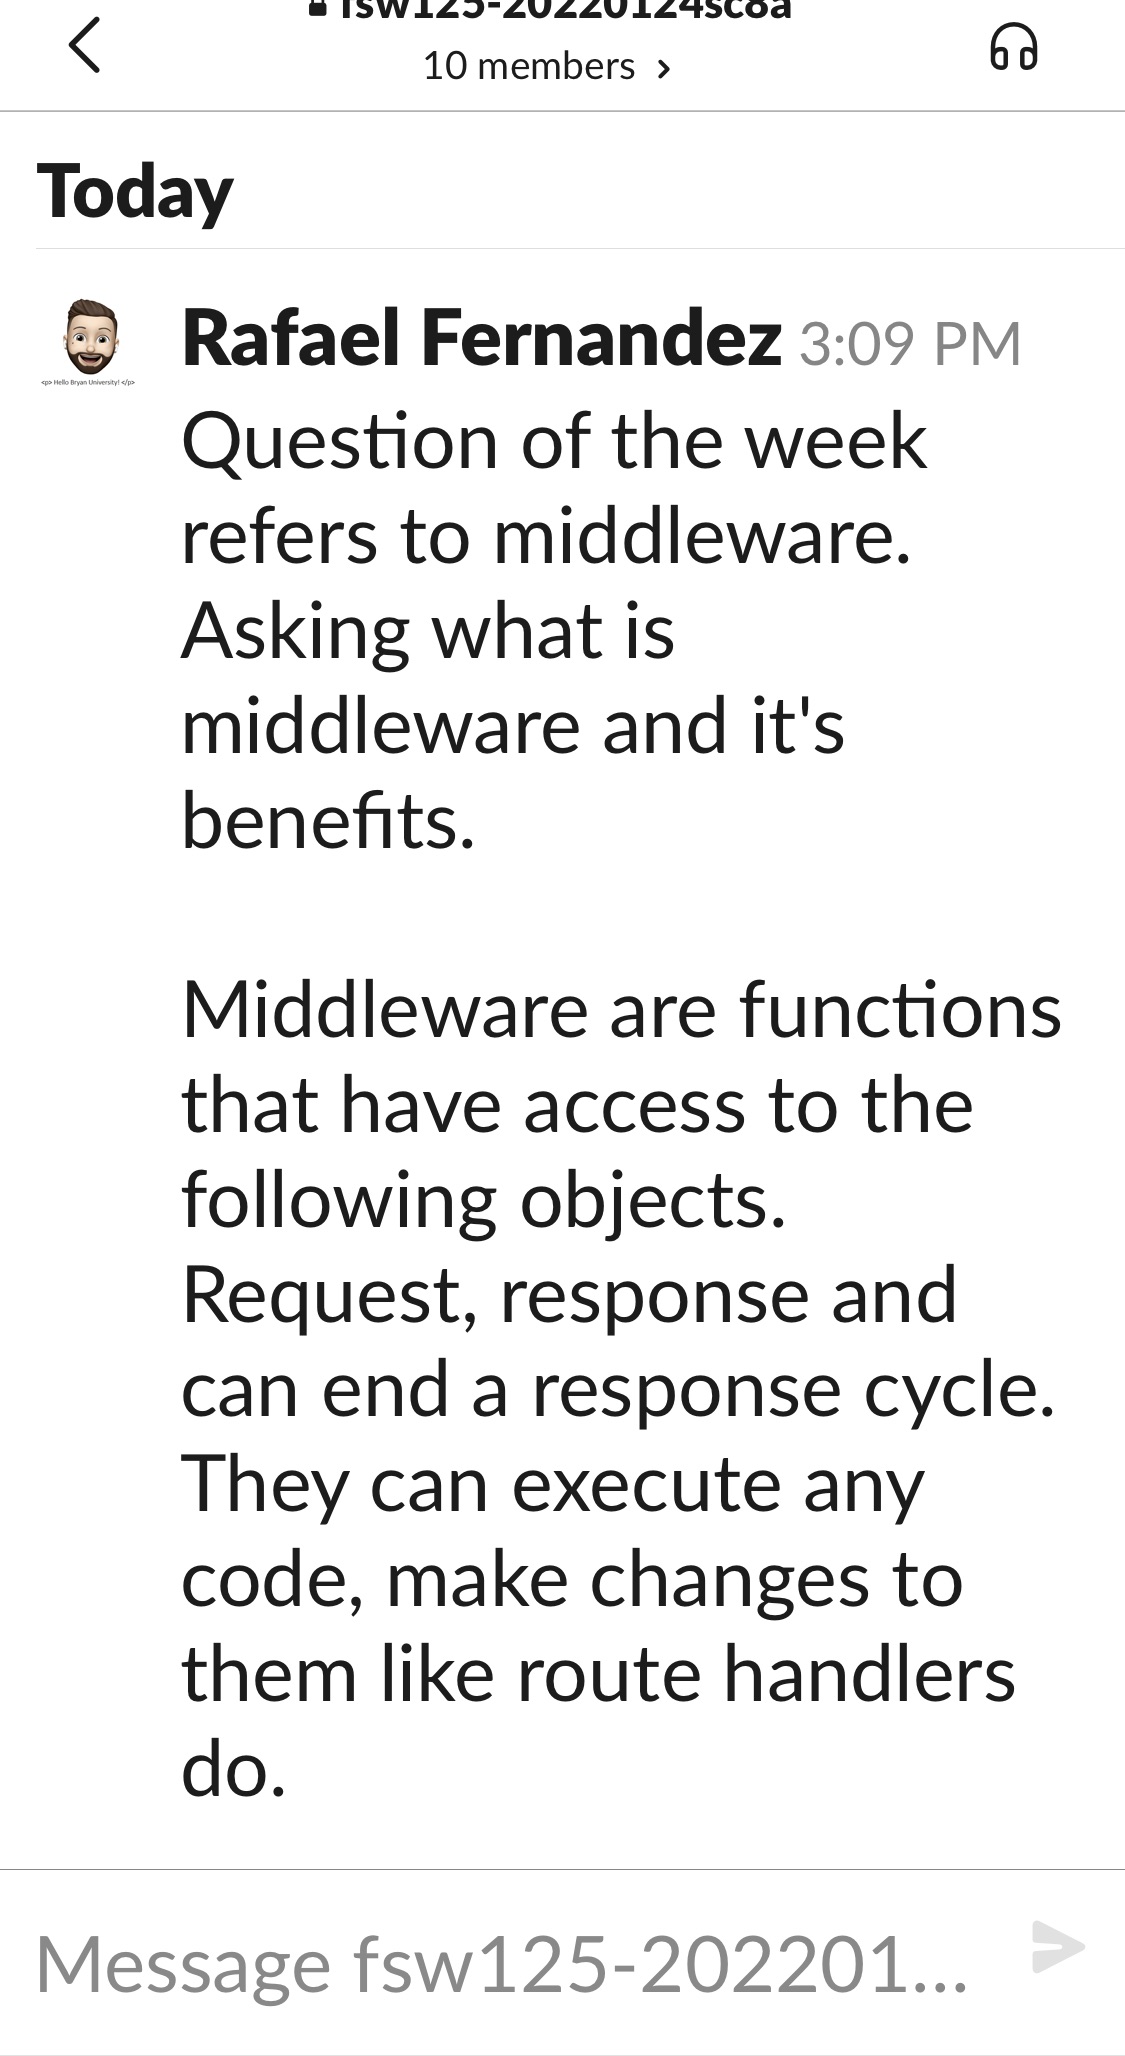 fsw125-20220124sc8a
10 members
Today
Rafael Fernandez 3:09 PM
<p> Hello Bryan University! </p>
Question of the week
refers to middleware.
Asking what is
middleware and it's
benefits.
Middleware are functions
that have access to the
following objects.
Request, response and
can end a response cycle.
They can execute any
code, make changes to
them like route handlers
do.
Message fsw125-202201...